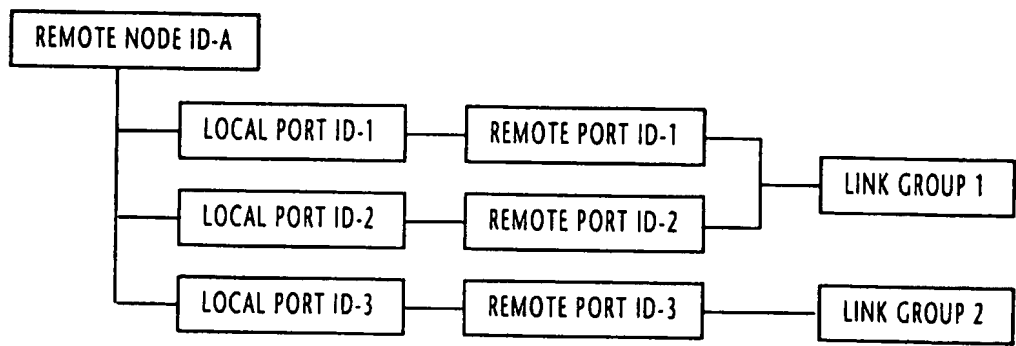 REMOTE NODE ID-A
LOCAL PORT ID-1
REMOTE PORT ID-1
LINK GROUP 1
LOCAL PORT ID-2
REMOTE PORT ID-2
LOCAL PORT ID-3
REMOTE PORT ID-3
LINK GROUP 2